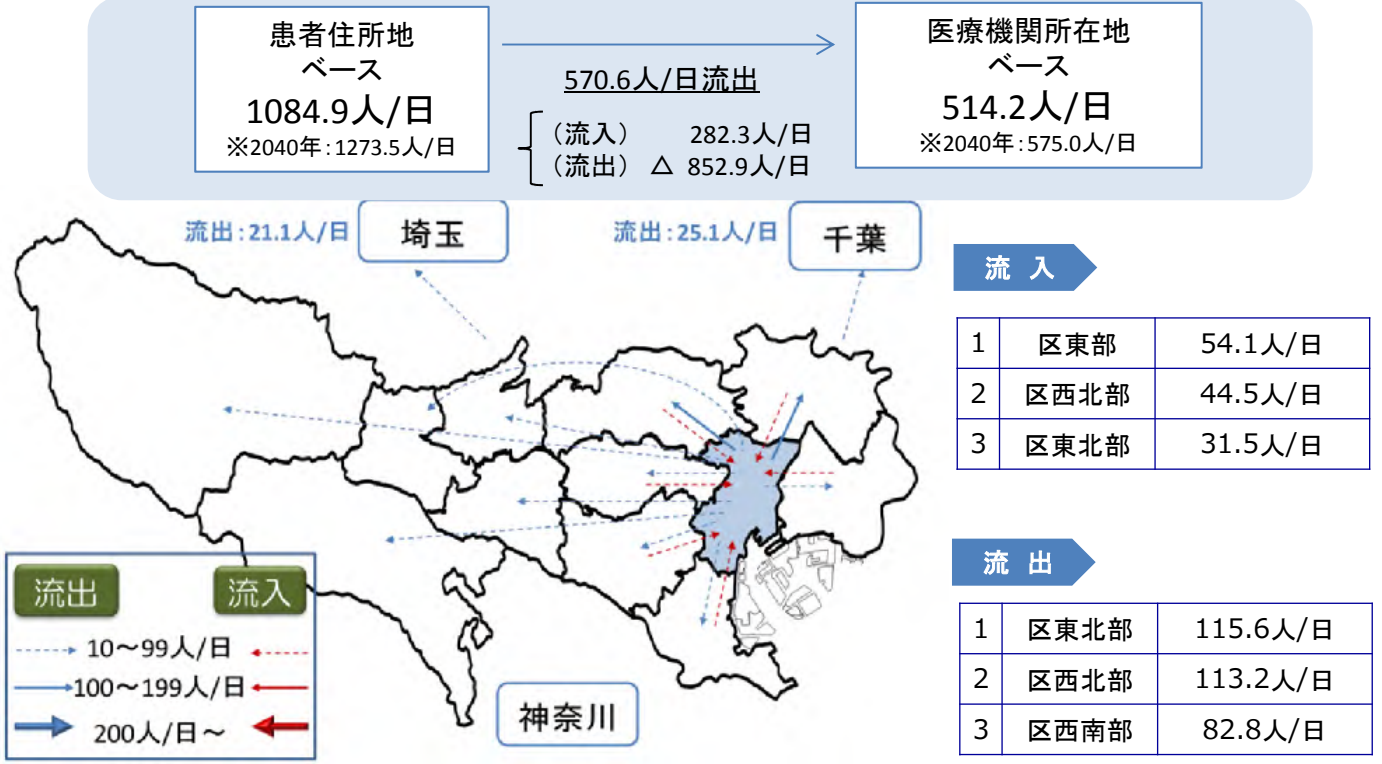 患者住所地
ベース
1084.9人/日
※2040年：1273.5人/日
570.6人/日流出
（流入） 282.3人/日
（流出） △ 852.9人/日
医療機関所在地
ベース
514.2人/日
※2040年：575.0人/日
流出：21.1人/日
埼玉
流出：25.1人/日
千葉
流 入
1 区東部 54.1人/日
2 区西北部 44.5人/日
3 区東北部 31.5人/日
流 出
1 区東北部 115.6人/日
2 区西北部 113.2人/日
3 区西南部 82.8人/日
流出 流入
10～99人/日
100～199人/日
200人/日～
神奈川